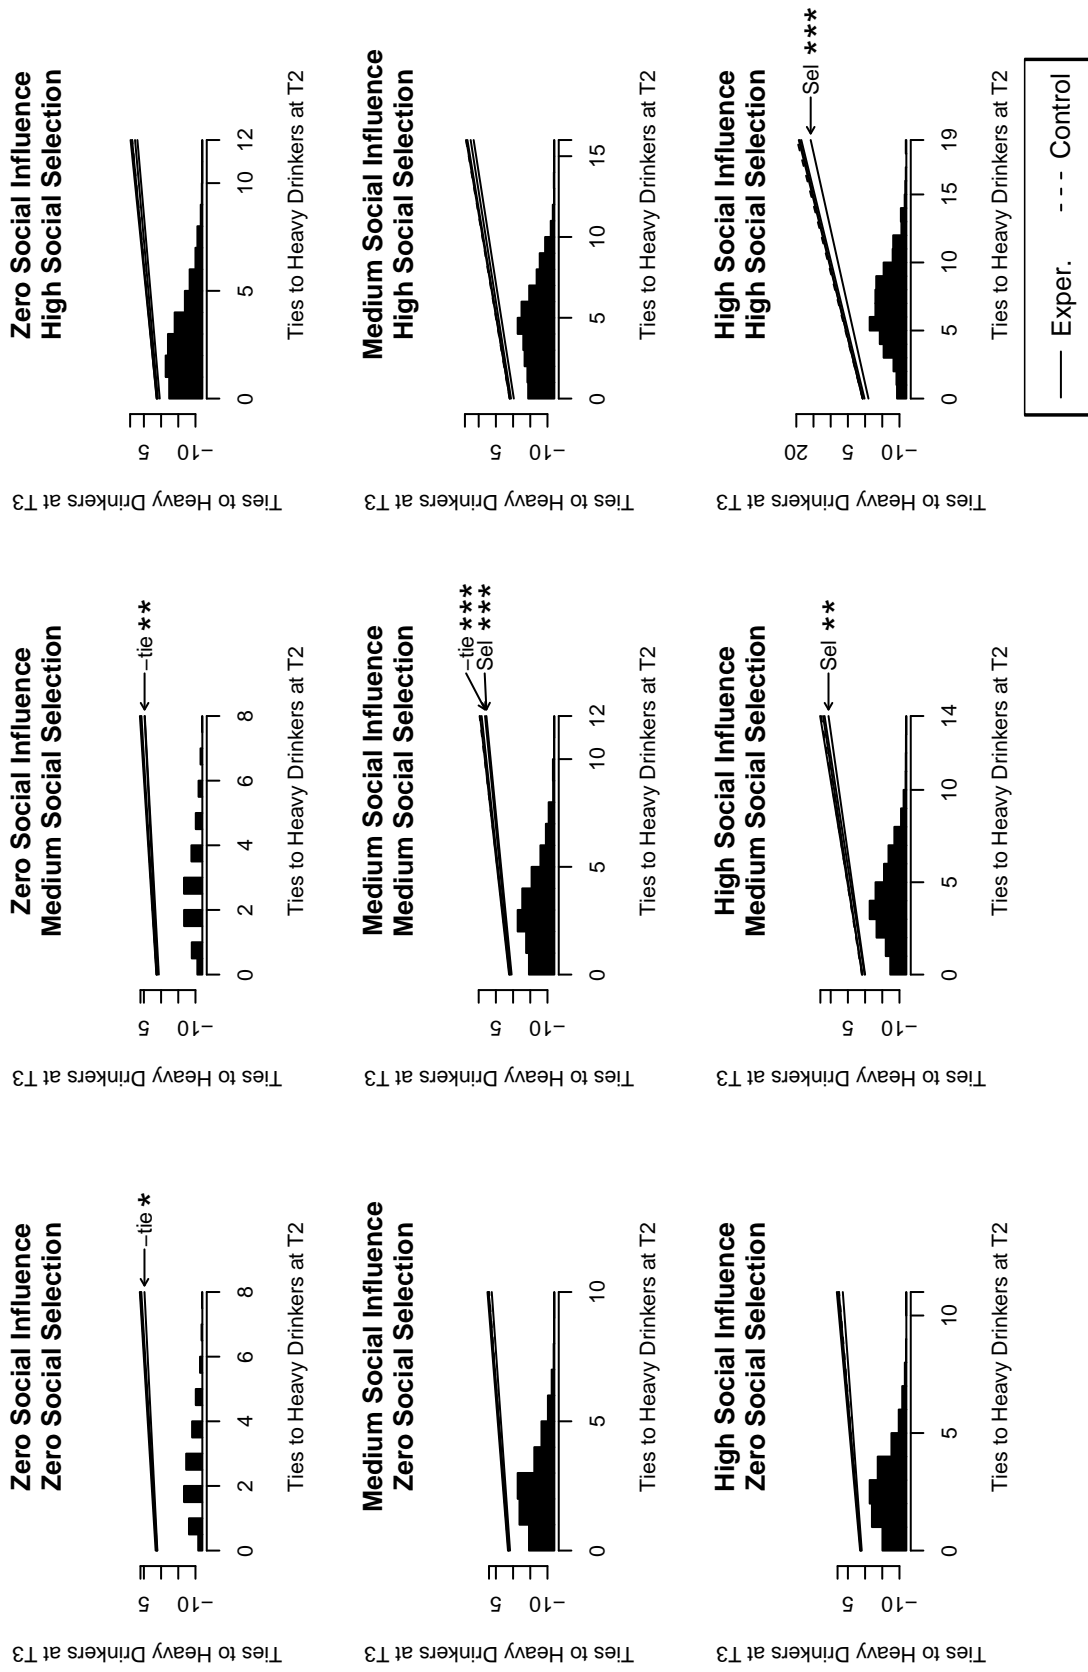 Zero Social Influence
Zero Social Selection
Ties to Heavy Drinkers at T3
5
−10
−tie *
0 2 4 6 8
Ties to Heavy Drinkers at T2
Zero Social Influence
Medium Social Selection
Ties to Heavy Drinkers at T3
5
−10
−tie **
0 2 4 6 8
Ties to Heavy Drinkers at T2
Zero Social Influence
High Social Selection
Ties to Heavy Drinkers at T3
5
−10
0 5 10 12
Ties to Heavy Drinkers at T2
Medium Social Influence
Zero Social Selection
Ties to Heavy Drinkers at T3
5
−10
0 5 10
Ties to Heavy Drinkers at T2
Medium Social Influence
Medium Social Selection
Ties to Heavy Drinkers at T3
5
−10
−tie ***
Sel ***
0 5 10 12
Ties to Heavy Drinkers at T2
Medium Social Influence
High Social Selection
Ties to Heavy Drinkers at T3
5
−10
0 5 10 15
Ties to Heavy Drinkers at T2
High Social Influence
Zero Social Selection
Ties to Heavy Drinkers at T3
5
−10
0 5 10
Ties to Heavy Drinkers at T2
High Social Influence
Medium Social Selection
Ties to Heavy Drinkers at T3
5
−10
Sel **
0 5 10 14
Ties to Heavy Drinkers at T2
High Social Influence
High Social Selection
Ties to Heavy Drinkers at T3
20
5
−10
Sel ***
0 5 10 15 19
Ties to Heavy Drinkers at T2
Exper. Control